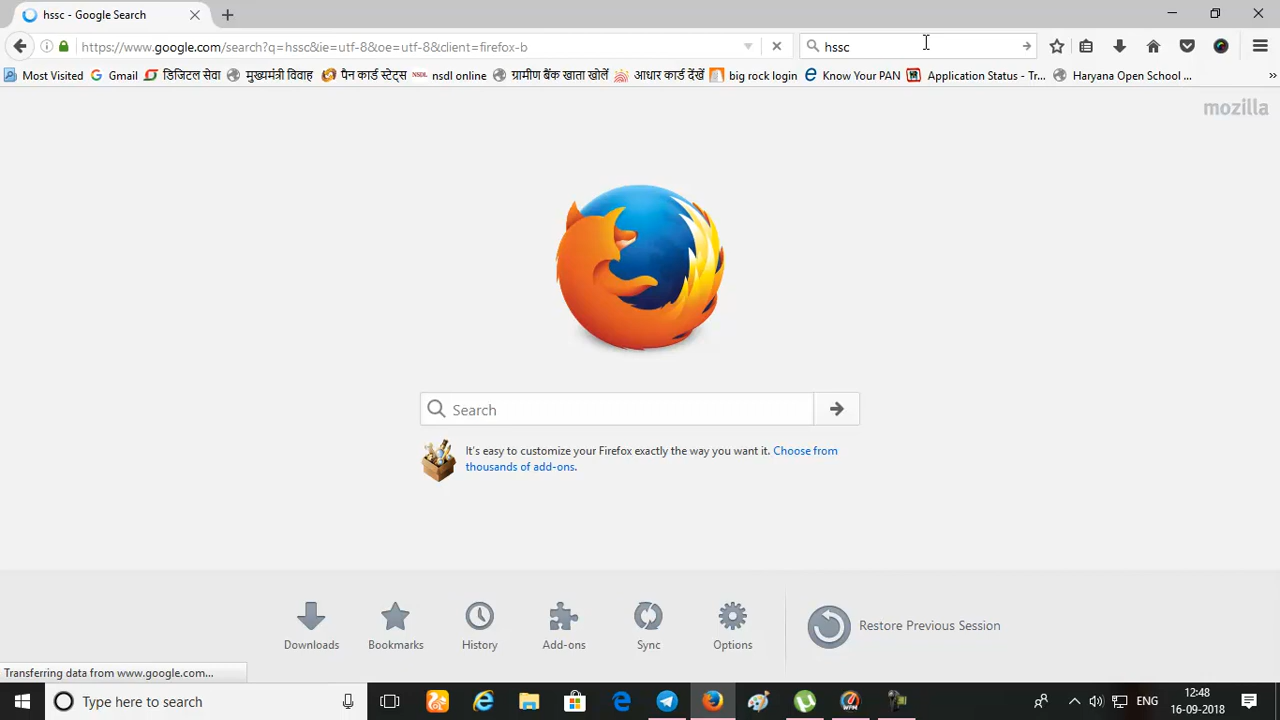 hssc - Google Search
https://www.google.com/search?q=hssc&ie=utf-8&oe=utf-8&client=firefox-b
hssc
Most Visited Gmail डिजिटल सेवा मुख्यमंत्री विवाह पैन कार्ड स्टेट्स NSDL nsdl online ग्रामीण बैंक खाता खोलें आधार कार्ड देंखें big rock login Know Your PAN Application Status - Tr... Haryana Open School ...
mozilla
Search
It's easy to customize your Firefox exactly the way you want it. Choose from
thousands of add-ons.
Downloads Bookmarks History Add-ons Sync Options Restore Previous Session
Transferring data from www.google.com...
Type here to search
WPM
ENG
12:48
16-09-2018